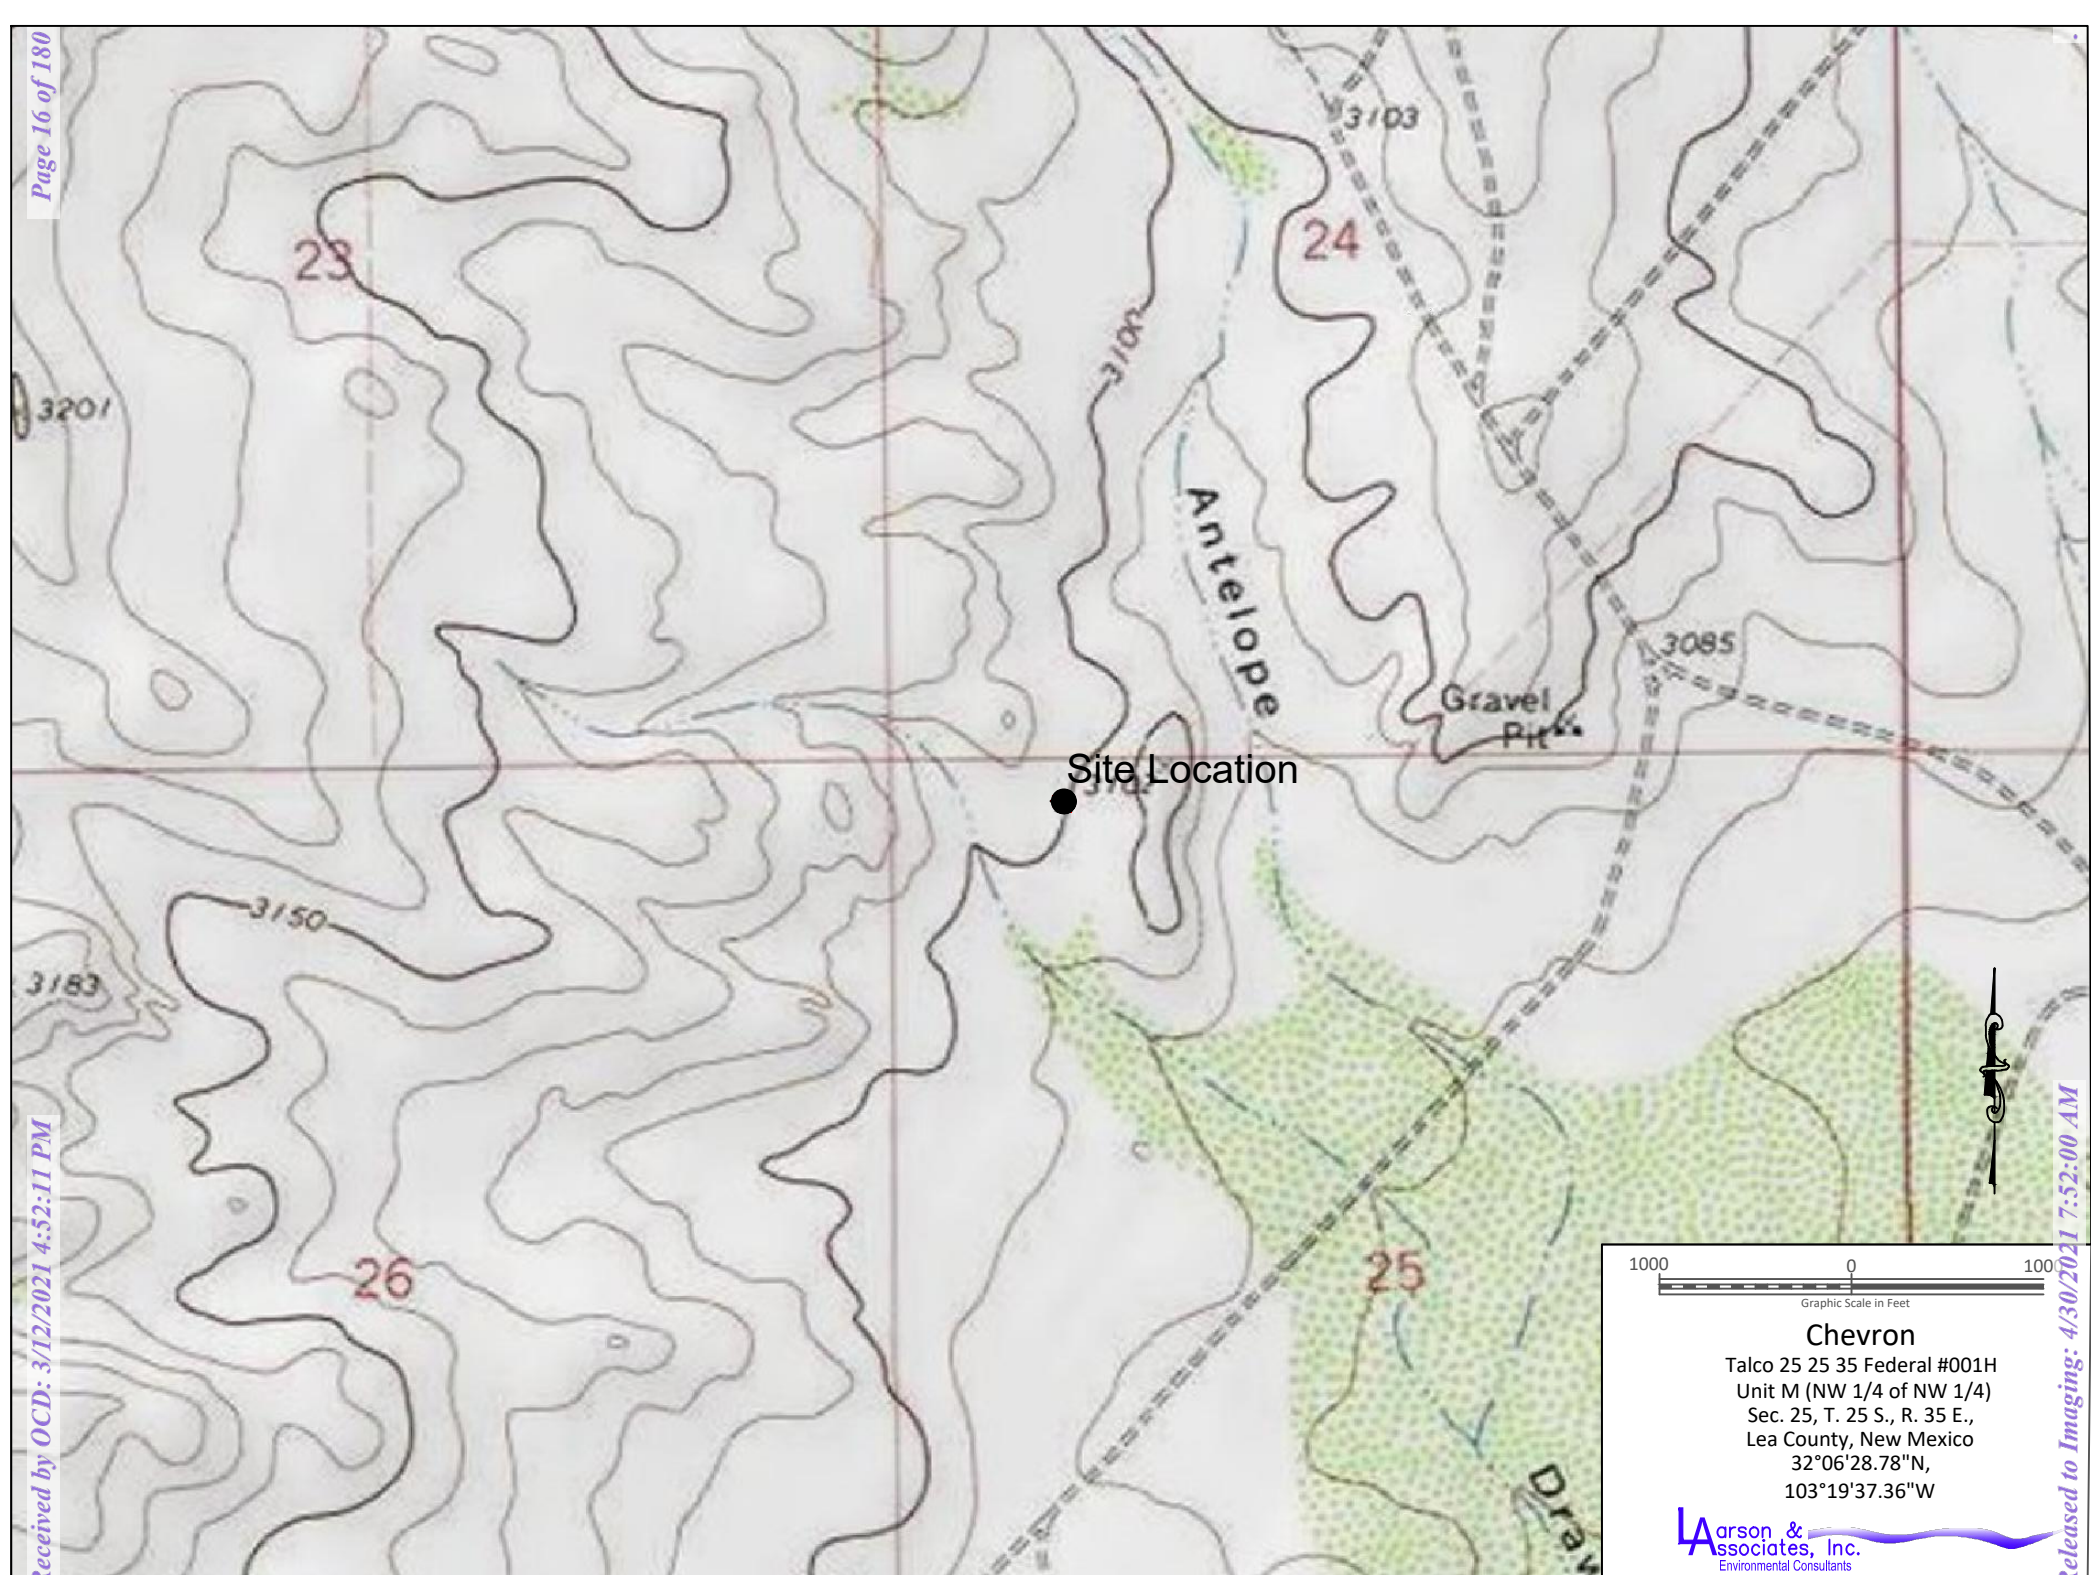 Page 16 of 180
3103
24
23
3100
3201
Antelope
3085
Gravel
Pit
Site Location
3150
3183
25
26
Draw
Received by OCD: 3/12/2021 4:52:11 PM
Released to Imaging: 4/30/2021 7:52:00 AM
1000 0 1000
Graphic Scale in Feet
Chevron
Talco 25 25 35 Federal #001H
Unit M (NW 1/4 of NW 1/4)
Sec. 25, T. 25 S., R. 35 E.,
Lea County, New Mexico
32°06'28.78"N,
103°19'37.36"W
Larson &
Associates, Inc.
Environmental Consultants